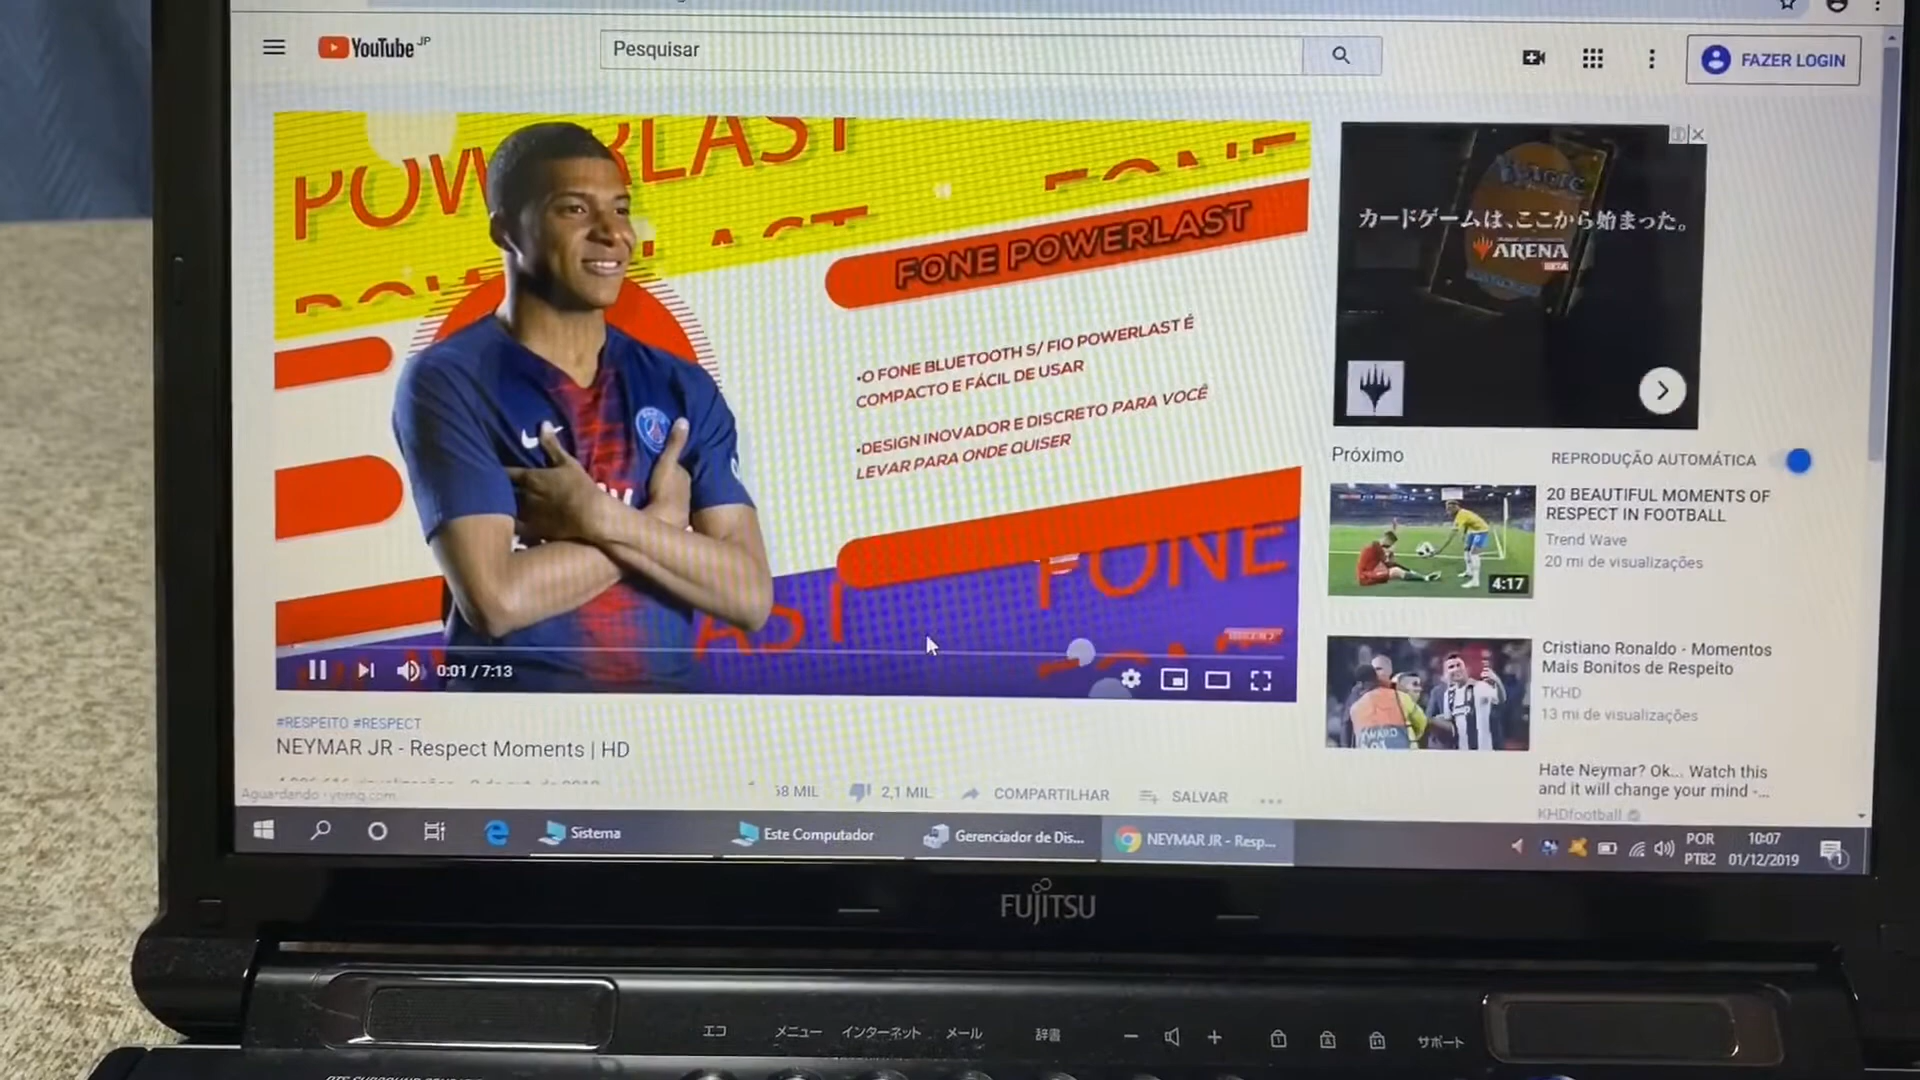 YouTube JP
Pesquisar
FAZER LOGIN
POWERLAST
FONE
FONE POWERLAST
•O FONE BLUETOOTH S/ FIO POWERLAST É
COMPACTO E FÁCIL DE USAR
•DESIGN INOVADOR E DISCRETO PARA VOCÊ
LEVAR PARA ONDE QUISER
FONE
0:01 / 7:13
MAGIC
カードゲームは、ここから始まった。
ARENA
BETA
Próximo
REPRODUÇÃO AUTOMÁTICA
20 BEAUTIFUL MOMENTS OF
RESPECT IN FOOTBALL
Trend Wave
20 mi de visualizações
4:17
Cristiano Ronaldo - Momentos
Mais Bonitos de Respeito
TKHD
13 mi de visualizações
Hate Neymar? Ok... Watch this
and it will change your mind -...
KHDfootball
#RESPEITO #RESPECT
NEYMAR JR - Respect Moments | HD
58 MIL
2,1 MIL
COMPARTILHAR
SALVAR
Aguardando
Sistema
Este Computador
Gerenciador de Dis...
NEYMAR JR - Resp...
POR
PTB2
10:07
01/12/2019
1
FUJITSU
エコ
メニュー
インターネット
メール
辞書
サポート